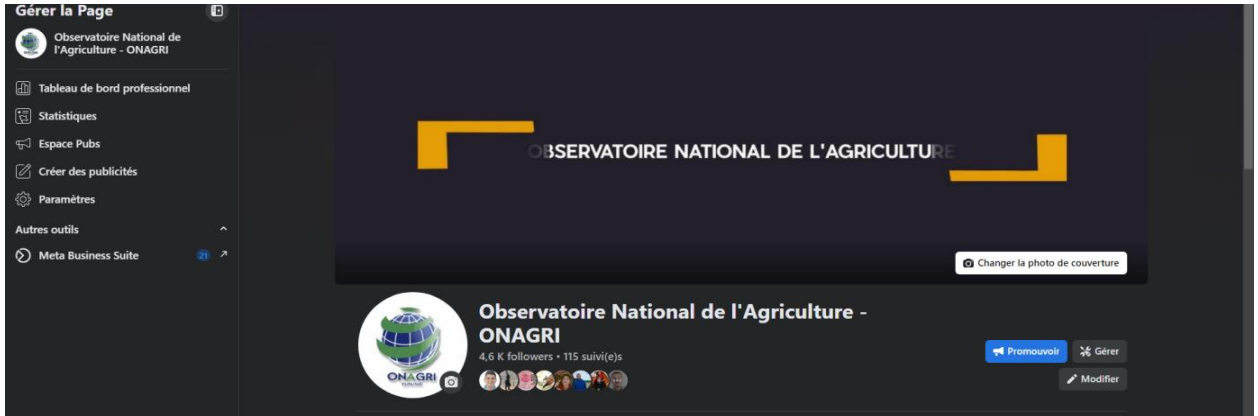 Gérer la Page
Observatoire National de
l'Agriculture - ONAGRI
Tableau de bord professionnel
Statistiques
Espace Pubs
Créer des publicités
Paramètres
Autres outils
Meta Business Suite 21
OBSERVATOIRE NATIONAL DE L'AGRICULTURE
Changer la photo de couverture
Observatoire National de l'Agriculture -
ONAGRI
4,6 K followers • 115 suivi(e)s
ONAGRI
Promouvoir
Gérer
Modifier